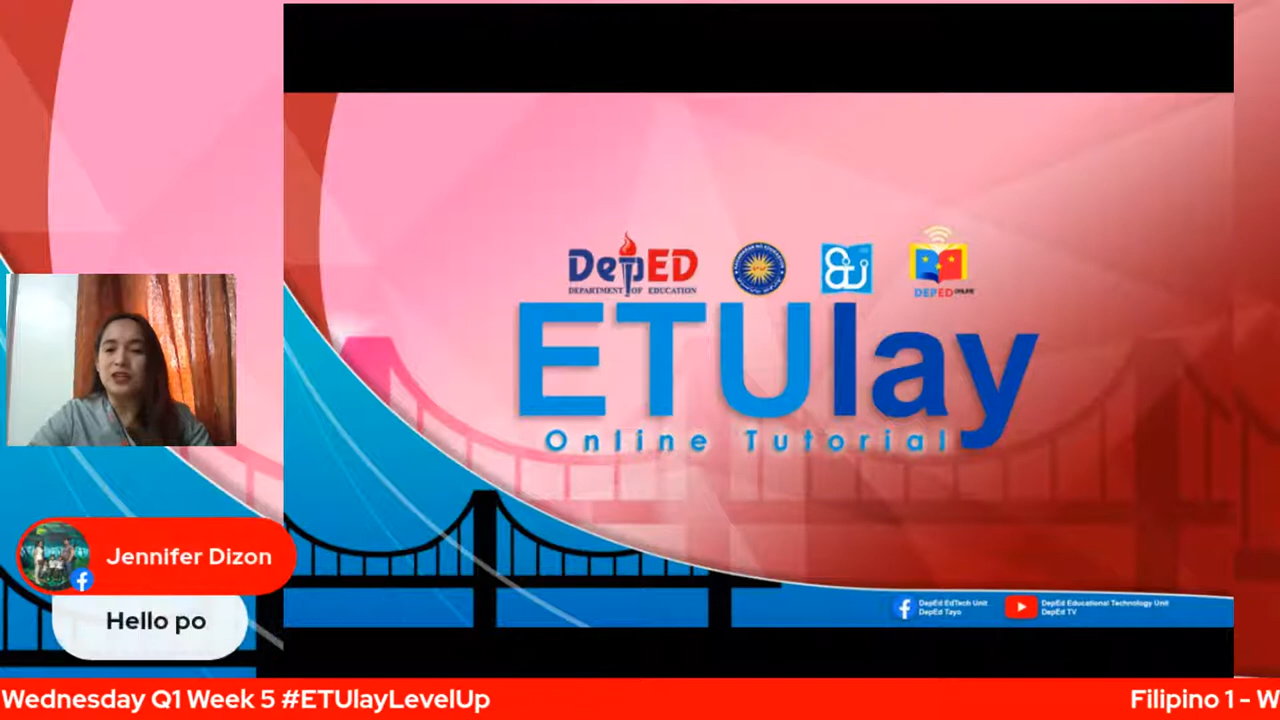 DepED
DEPARTMENT OF EDUCATION
DEPED ONLINE
ETUlay
Online Tutorial
Jennifer Dizon
Hello po
DepEd EdTech Unit
DepEd Tayo
DepEd Educational Technology Unit
DepEd TV
Wednesday Q1 Week 5 #ETUlayLevelUp
Filipino 1 - W